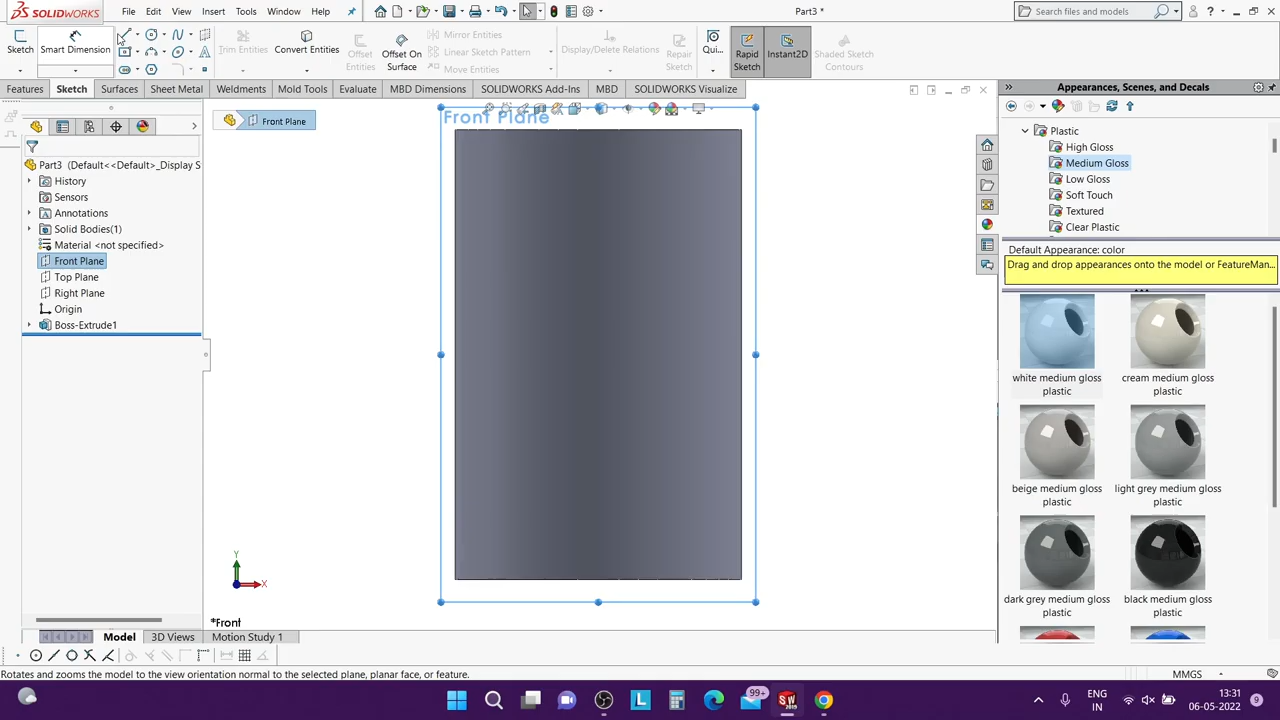 SOLIDWORKS
File
Edit
View
Insert
Tools
Window
Help
Part3 *
Search files and models
Sketch
Smart Dimension
Trim Entities
Convert Entities
Offset Entities
Offset On Surface
Mirror Entities
Linear Sketch Pattern
Move Entities
Display/Delete Relations
Repair Sketch
Qui...
Rapid Sketch
Instant2D
Shaded Sketch Contours
Features
Sketch
Surfaces
Sheet Metal
Weldments
Mold Tools
Evaluate
MBD Dimensions
SOLIDWORKS Add-Ins
MBD
SOLIDWORKS Visualize
Part3 (Default<<Default>_Display S
History
Sensors
Annotations
Solid Bodies(1)
Material <not specified>
Front Plane
Top Plane
Right Plane
Origin
Boss-Extrude1
Front Plane
Front Plane
Y
X
*Front
Appearances, Scenes, and Decals
Plastic
High Gloss
Medium Gloss
Low Gloss
Soft Touch
Textured
Clear Plastic
Default Appearance: color
Drag and drop appearances onto the model or FeatureMan...
white medium gloss plastic
cream medium gloss plastic
beige medium gloss plastic
light grey medium gloss plastic
dark grey medium gloss plastic
black medium gloss plastic
Model
3D Views
Motion Study 1
Rotates and zooms the model to the view orientation normal to the selected plane, planar face, or feature.
MMGS
99+
SW
2019
ENG
IN
13:31
06-05-2022